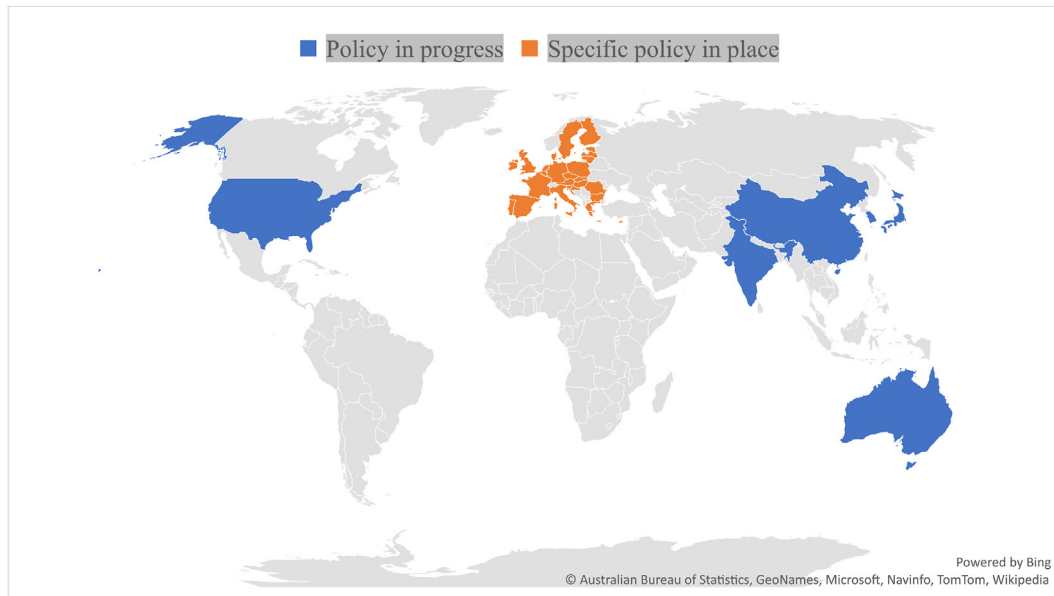 Policy in progress Specific policy in place
Powered by Bing
© Australian Bureau of Statistics, GeoNames, Microsoft, Navinfo, TomTom, Wikipedia